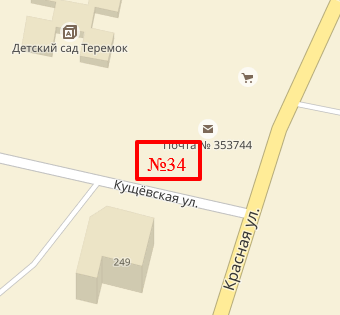 Детский сад Теремок
Почта № 353744
№34
Кущёвская ул.
249
Красная ул.